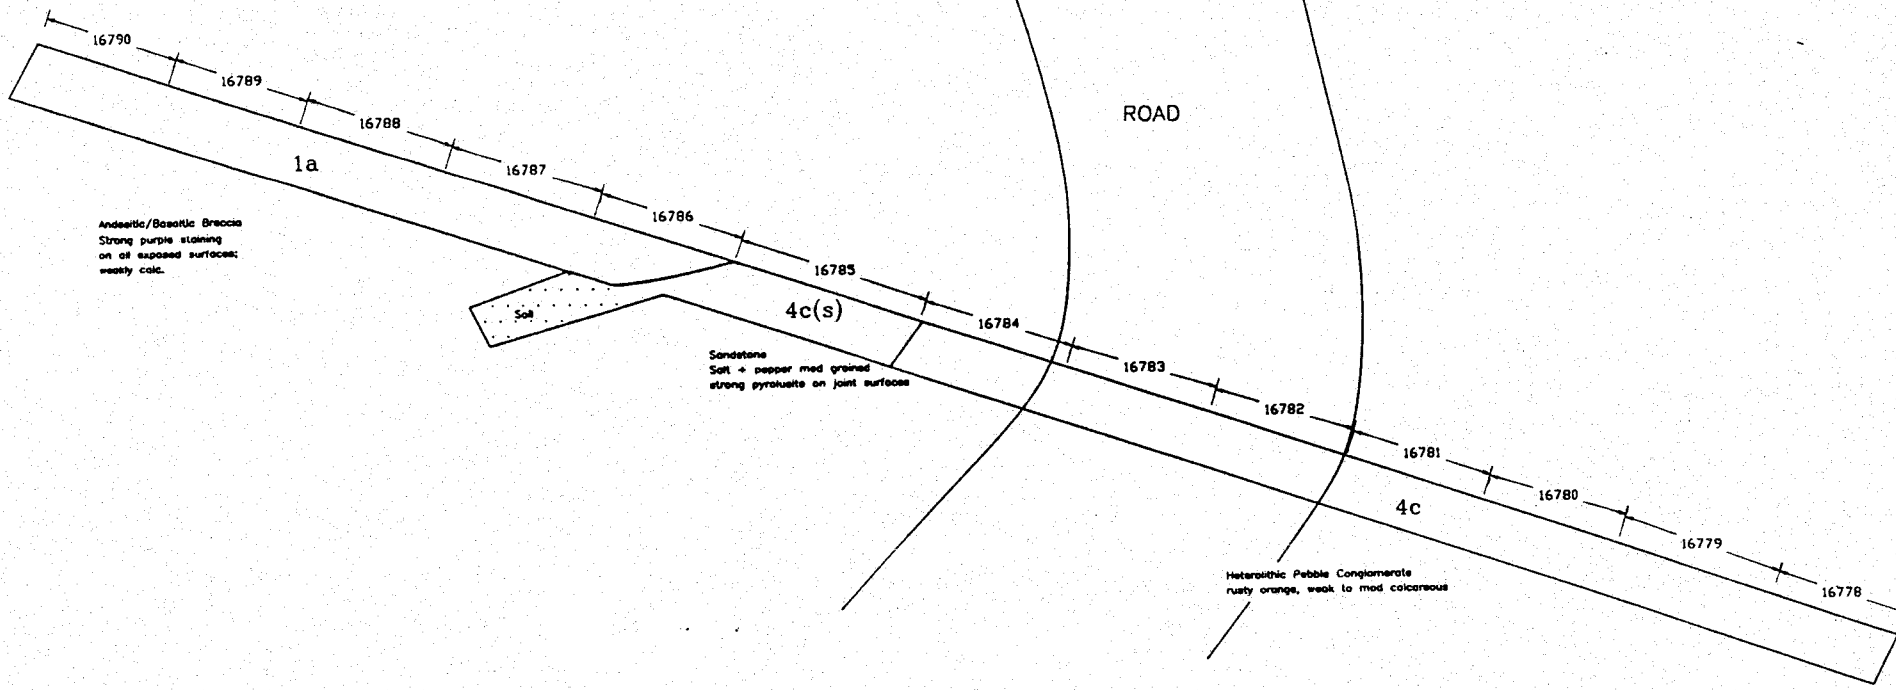 16790
16789
16788
16787
16786
16785
16784
16783
16782
16781
16780
16779
16778
ROAD
1a
Andesitic/Basaltic Breccia
Strong purple staining
on all exposed surfaces;
weakly calc.
Soil
4c(s)
Sandstone
Salt + pepper med grained
strong pyrolusite on joint surfaces
4c
Heterolithic Pebble Conglomerate
rusty orange, weak to mod calcareous